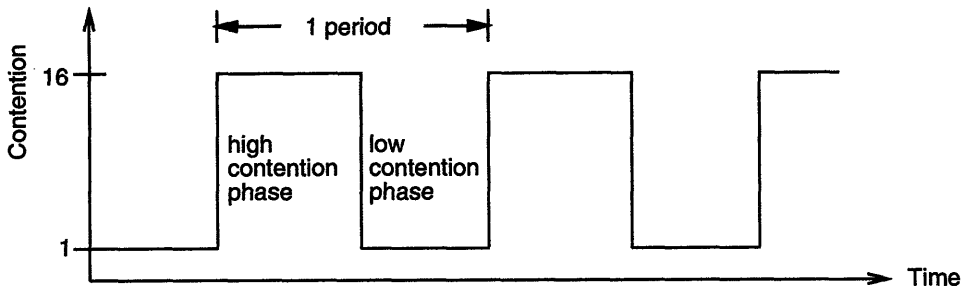 1 period
Contention
16
high
contention
phase
low
contention
phase
1
Time